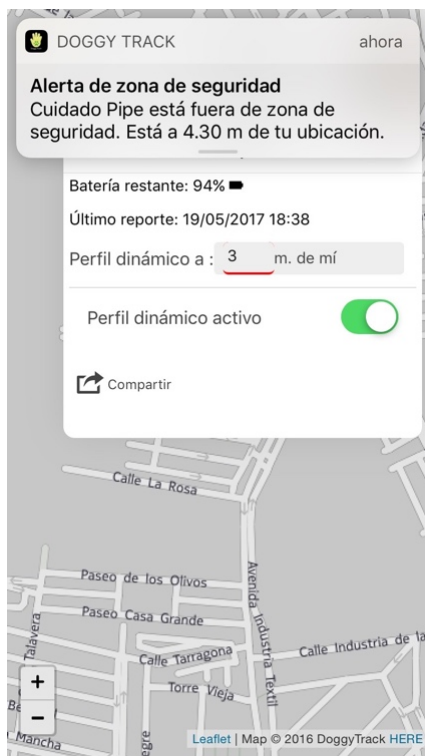 DOGGY TRACK
ahora
Alerta de zona de seguridad
Cuidado Pipe está fuera de zona de
seguridad. Está a 4.30 m de tu ubicación.
Batería restante: 94%
Último reporte: 19/05/2017 18:38
Perfil dinámico a : 3 m. de mí
Perfil dinámico activo
Compartir
Calle La Rosa
Paseo de los Olivos
Paseo Casa Grande
Avenida Industria Textil
Talavera
Calle Tarragona
Calle Industria de la
Torre Vieja
+
-
Mancha
Leaflet | Map © 2016 DoggyTrack HERE